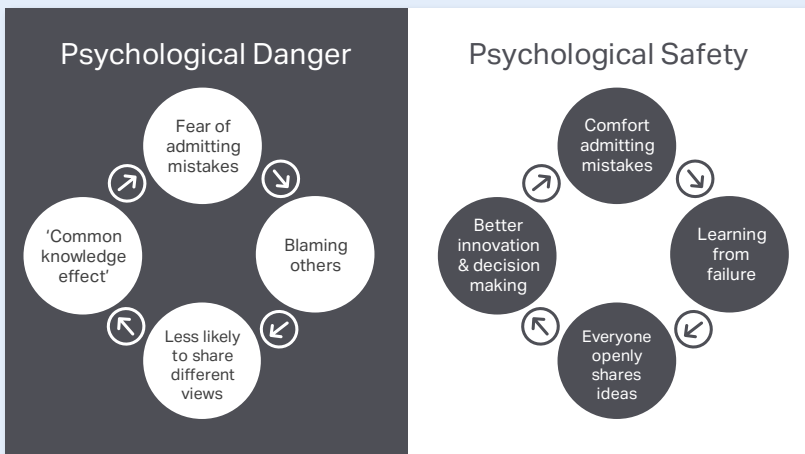 Psychological Danger
Fear of
admitting
mistakes
Blaming
others
Less likely
to share
different
views
‘Common
knowledge
effect’
Psychological Safety
Comfort
admitting
mistakes
Learning
from
failure
Everyone
openly
shares
ideas
Better
innovation
& decision
making